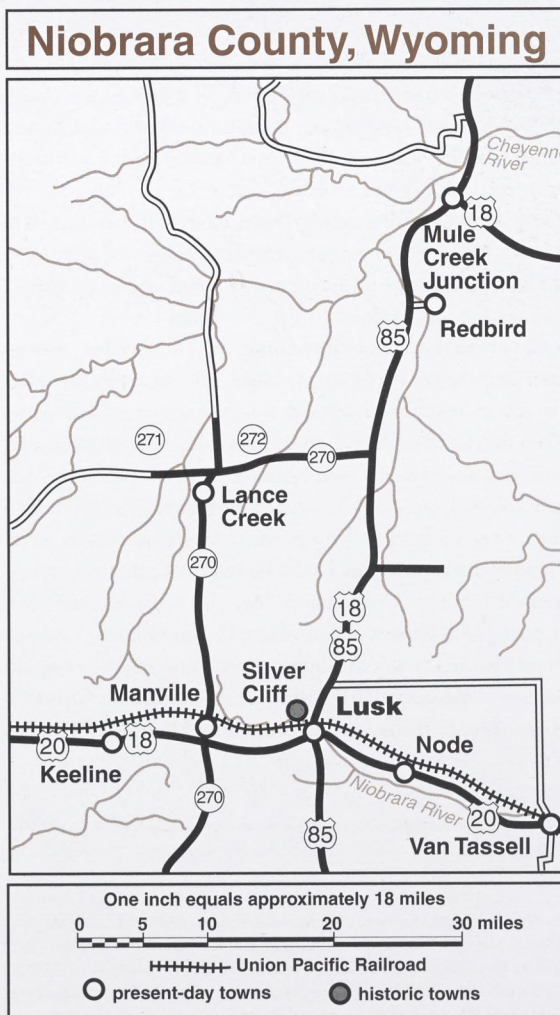 Niobrara County, Wyoming
Cheyenne
River
18
Mule
Creek
Junction
Redbird
85
271
272
270
Lance
Creek
270
18
85
Silver
Cliff
Manville
Lusk
20
18
Keeline
Node
270
Niobrara River
20
85
Van Tassell
One inch equals approximately 18 miles
0 5 10 20 30 miles
Union Pacific Railroad
present-day towns
historic towns